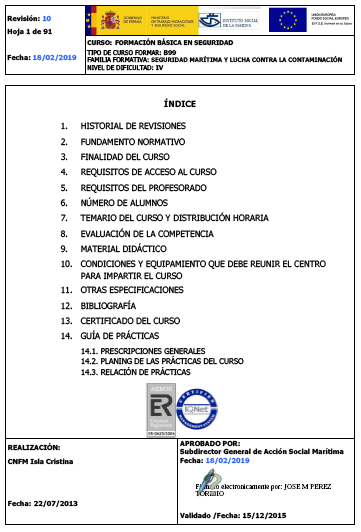 Revisión: 10
Hoja 1 de 91
Fecha: 18/02/2019
GOBIERNO
DE ESPAÑA
MINISTERIO
DE TRABAJO, MIGRACIONES
Y SEGURIDAD SOCIAL
INSTITUTO SOCIAL
DE LA MARINA
UNIÓN EUROPEA
FONDO SOCIAL EUROPEO
CURSO: FORMACIÓN BÁSICA EN SEGURIDAD
TIPO DE CURSO FORMAR: B99
FAMILIA FORMATIVA: SEGURIDAD MARÍTIMA Y LUCHA CONTRA LA CONTAMINACIÓN
NIVEL DE DIFICULTAD: IV
ÍNDICE
1. HISTORIAL DE REVISIONES
2. FUNDAMENTO NORMATIVO
3. FINALIDAD DEL CURSO
4. REQUISITOS DE ACCESO AL CURSO
5. REQUISITOS DEL PROFESORADO
6. NÚMERO DE ALUMNOS
7. TEMARIO DEL CURSO Y DISTRIBUCIÓN HORARIA
8. EVALUACIÓN DE LA COMPETENCIA
9. MATERIAL DIDÁCTICO
10. CONDICIONES Y EQUIPAMIENTO QUE DEBE REUNIR EL CENTRO
PARA IMPARTIR EL CURSO
11. OTRAS ESPECIFICACIONES
12. BIBLIOGRAFÍA
13. CERTIFICADO DEL CURSO
14. GUÍA DE PRÁCTICAS
14.1. PRESCRIPCIONES GENERALES
14.2. PLANING DE LAS PRÁCTICAS DEL CURSO
14.3. RELACIÓN DE PRÁCTICAS
AENOR
ER
Empresa
Registrada
ER-0633/2004
CERTIFIED
IQNet
MANAGEMENT SYSTEM
REALIZACIÓN:
CNFM Isla Cristina
Fecha: 22/07/2013
APROBADO POR:
Subdirector General de Acción Social Marítima
Fecha: 18/02/2019
electronicamente por: JOSE M PEREZ
TORIBIO
Validado /Fecha: 15/12/2015